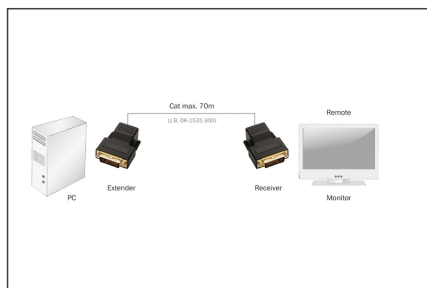 Cat max. 70m
(z.B. DK-1531-300)
Remote
PC
Extender
Receiver
Monitor